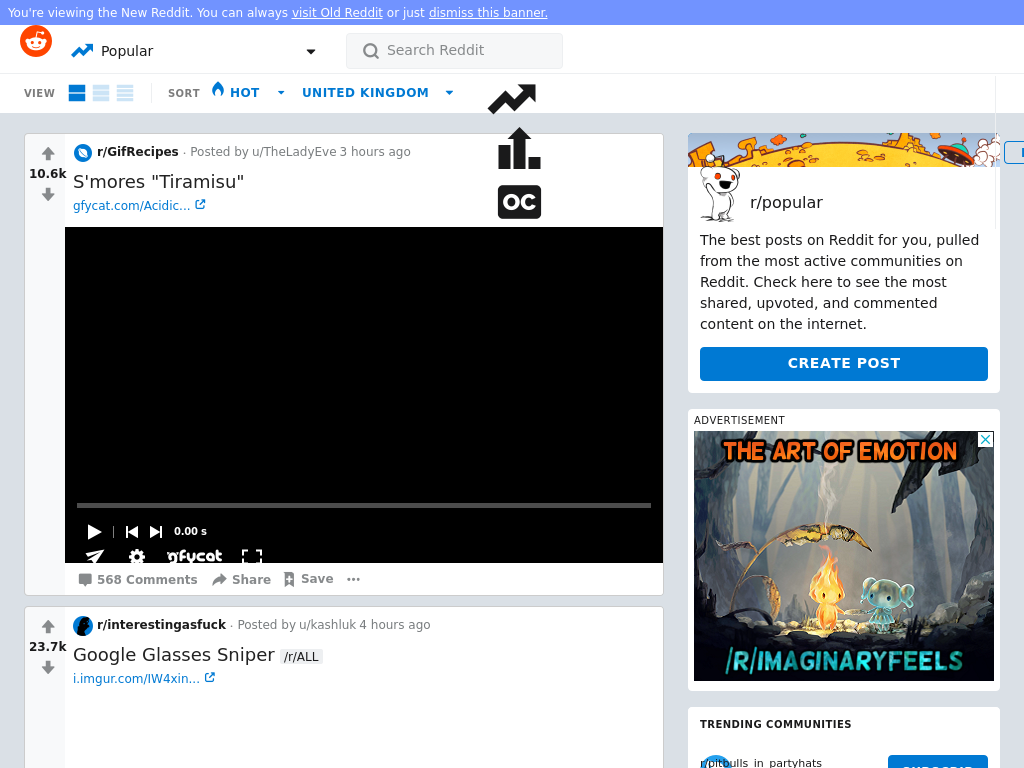 You're viewing the New Reddit. You can always visit Old Reddit or just dismiss this banner.
Popular
Search Reddit
VIEW
SORT
HOT
UNITED KINGDOM
OC
r/GifRecipes · Posted by u/TheLadyEve 3 hours ago
10.6k
S'mores "Tiramisu"
gfycat.com/Acidic...
0.00 s
gfycat
568 Comments
Share
Save
r/interestingasfuck · Posted by u/kashluk 4 hours ago
23.7k
Google Glasses Sniper /r/ALL
i.imgur.com/IW4xin...
r/popular
The best posts on Reddit for you, pulled
from the most active communities on
Reddit. Check here to see the most
shared, upvoted, and commented
content on the internet.
CREATE POST
ADVERTISEMENT
THE ART OF EMOTION
/R/IMAGINARYFEELS
TRENDING COMMUNITIES
r/pitbulls_in_partyhats
SUBSCRIBE